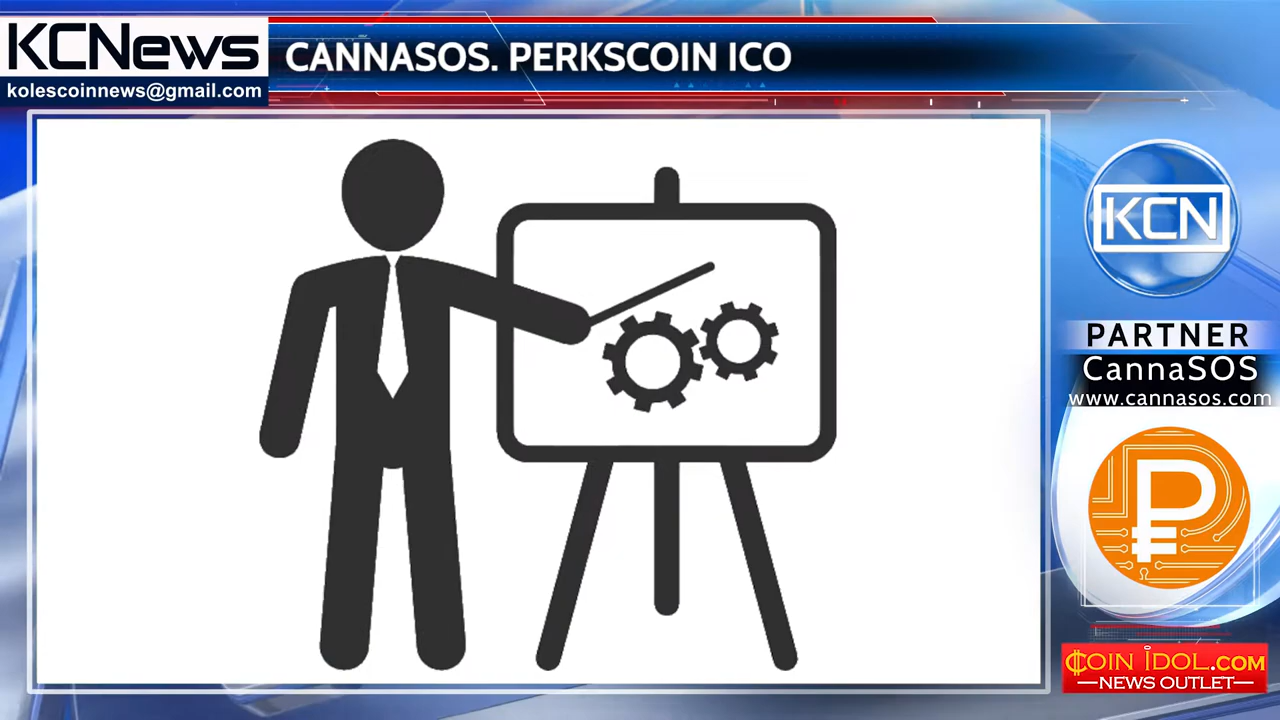 KCNews
kolescoinnews@gmail.com
CANNASOS. PERKSCOIN ICO
KCN
PARTNER
CannaSOS
www.cannasos.com
COIN IDOL.COM
NEWS OUTLET